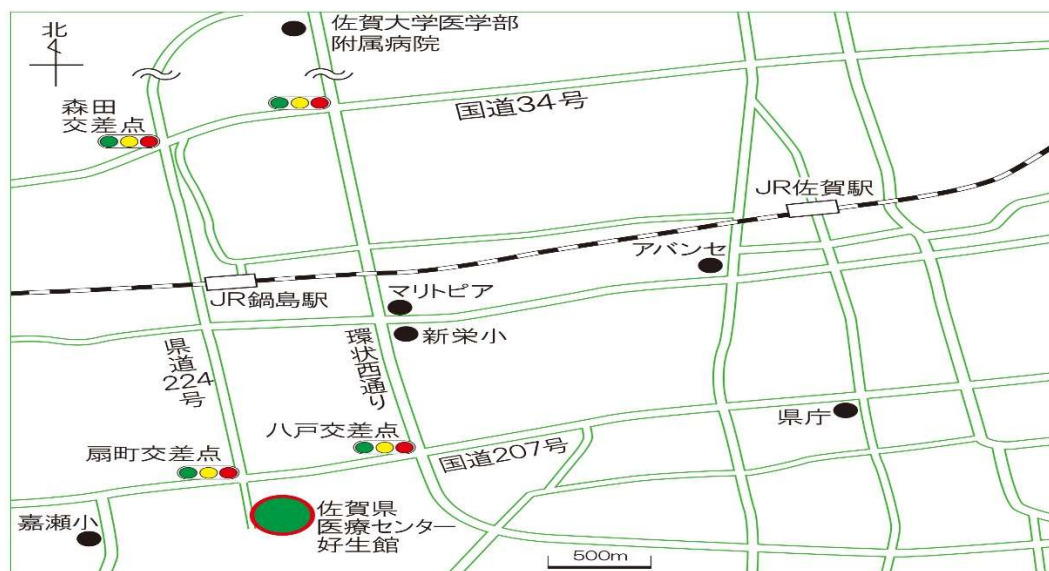 北
佐賀大学医学部
附属病院
森田
交差点
国道34号
JR佐賀駅
アバンセ
JR鍋島駅
マリトピア
新栄小
県道224号
環状西通り
県庁
八戸交差点
扇町交差点
国道207号
嘉瀬小
佐賀県
医療センター
好生館
500m